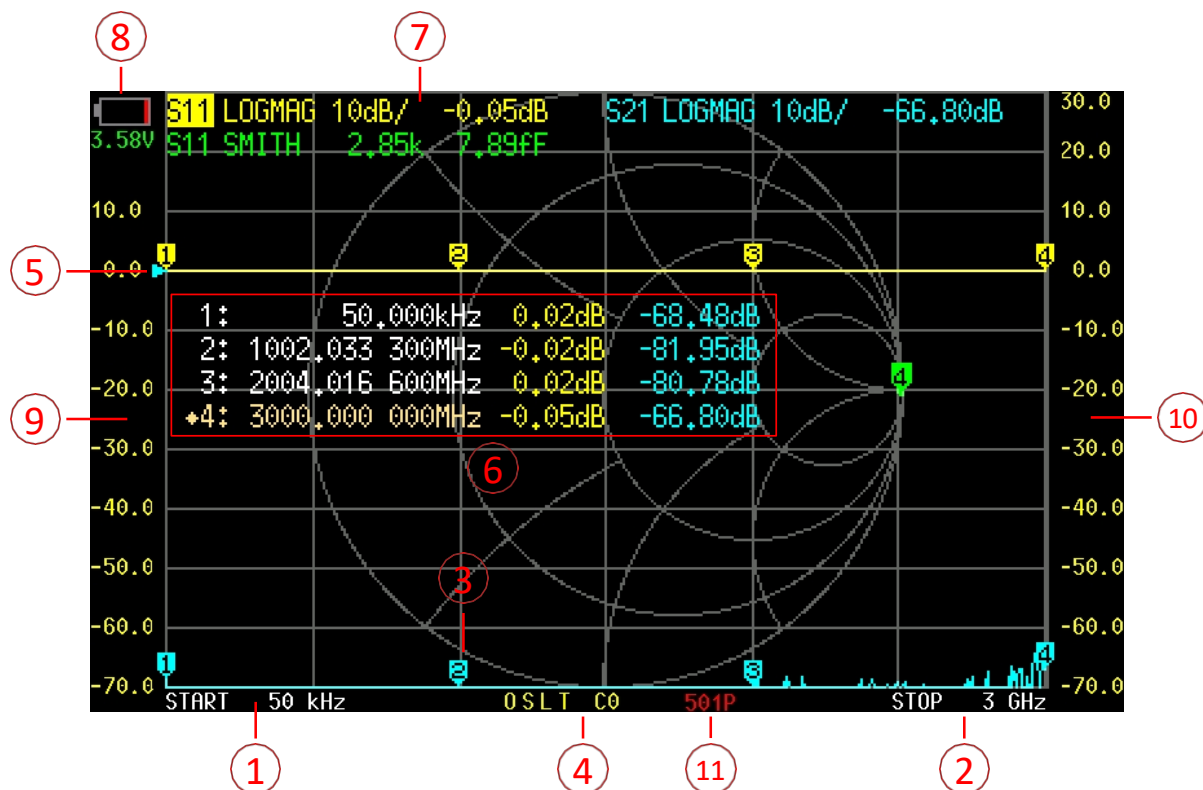 8 7
S11 LOGMAG 10dB/ -0.05dB S21 LOGMAG 10dB/ -66.80dB 30.0
3.58V S11 SMITH 2.85k 7.89fF 20.0
10.0 10.0
1 2 3 4
5 0.0 0.0
1: 50.000kHz 0.02dB -68.48dB
-10.0 -10.0
2: 1002.033 300MHz -0.02dB -81.95dB
3: 2004.016 600MHz 0.02dB -80.78dB 4
-20.0 -20.0
9 *4: 3000.000 000MHz -0.05dB -66.80dB 10
-30.0 -30.0
6
-40.0 -40.0
-50.0 -50.0
3
-60.0 -60.0
1 2 3 4
-70.0 -70.0
START 50 kHz O S L T C0 501P STOP 3 GHz
1 4 11 2